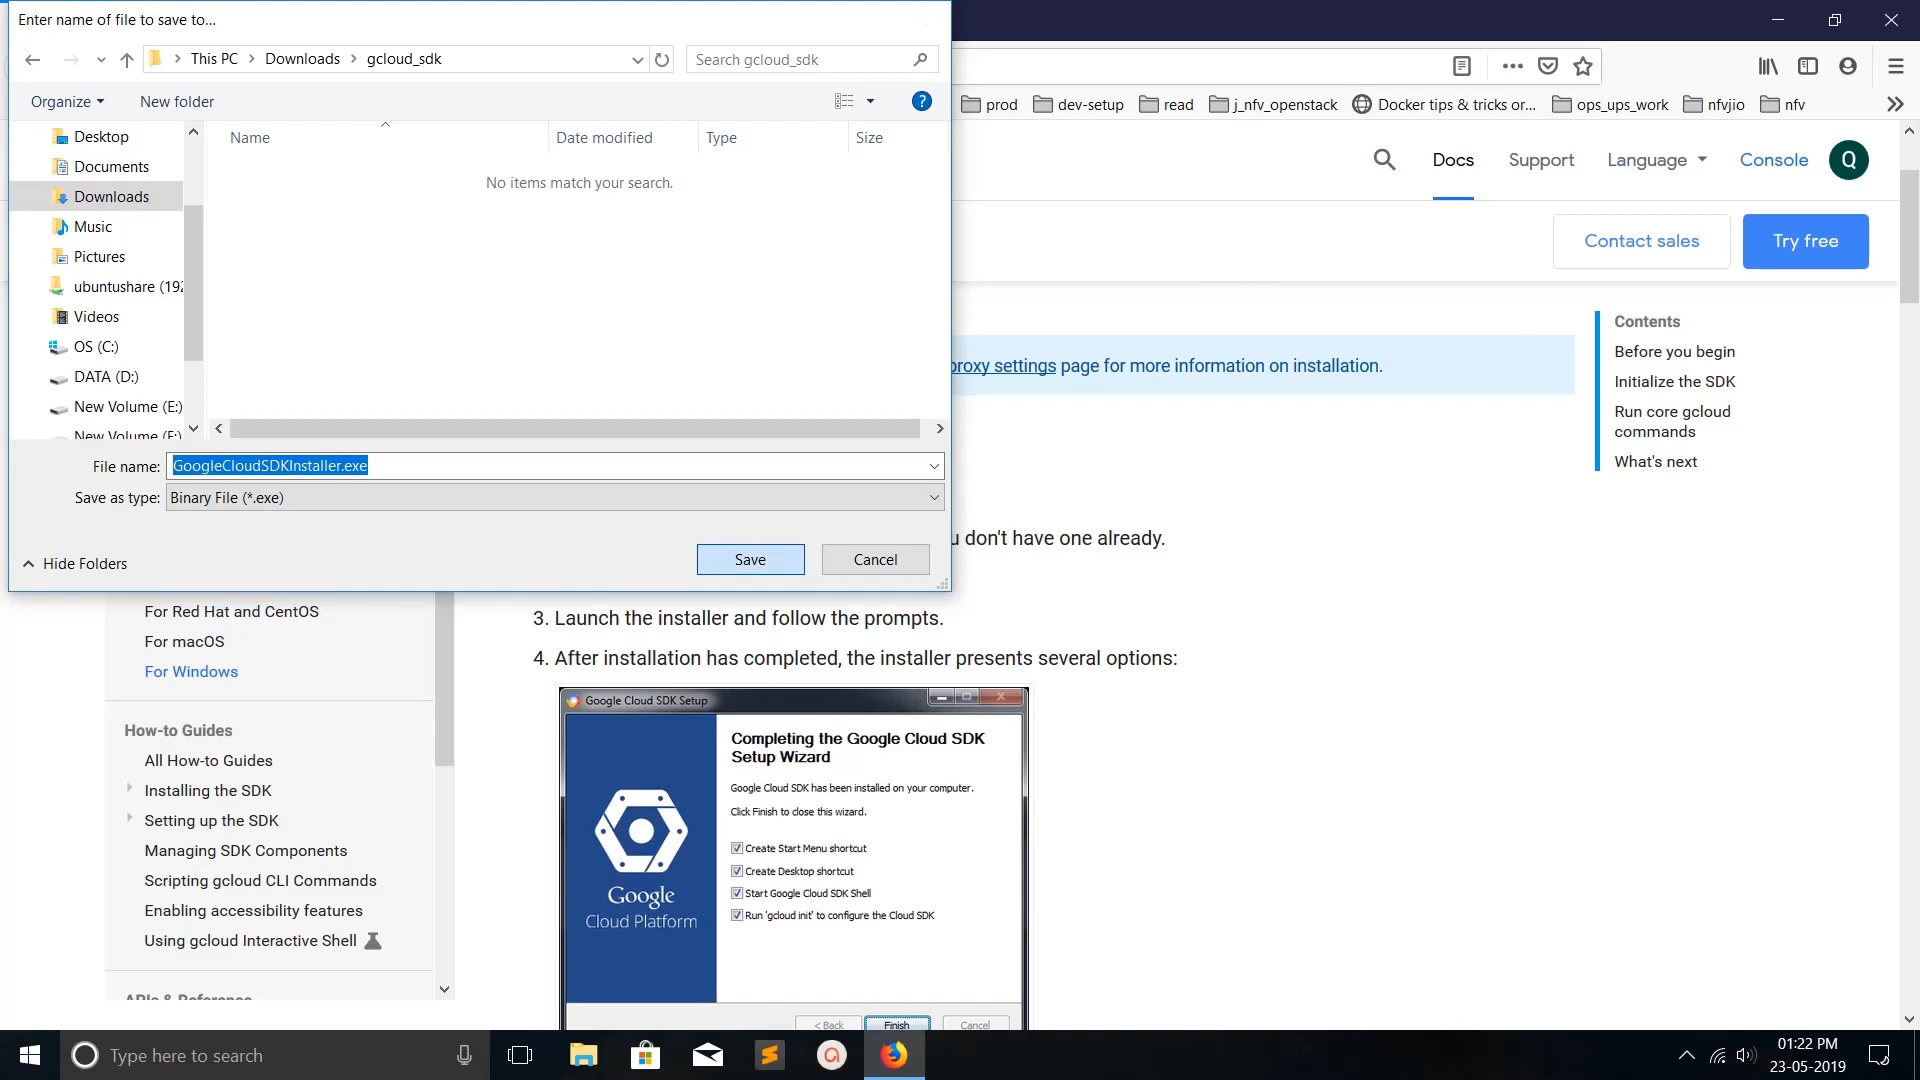 Enter name of file to save to...
This PC Downloads gcloud_sdk
Search gcloud_sdk
Organize
New folder
Desktop
Documents
Downloads
Music
Pictures
ubuntushare (192
Videos
OS (C:)
DATA (D:)
New Volume (E:)
New Volume (F:)
Name Date modified Type Size
No items match your search.
File name: GoogleCloudSDKInstaller.exe
Save as type: Binary File (*.exe)
Hide Folders
Save
Cancel
prod dev-setup read j_nfv_openstack Docker tips & tricks or... ops_ups_work nfvjio nfv
Docs Support Language Console Q
Contact sales
Try free
proxy settings page for more information on installation.
Contents
Before you begin
Initialize the SDK
Run core gcloud
commands
What's next
u don't have one already.
3. Launch the installer and follow the prompts.
4. After installation has completed, the installer presents several options:
For Red Hat and CentOS
For macOS
For Windows
How-to Guides
All How-to Guides
Installing the SDK
Setting up the SDK
Managing SDK Components
Scripting gcloud CLI Commands
Enabling accessibility features
Using gcloud Interactive Shell
APIs & Reference
Google Cloud SDK Setup
Completing the Google Cloud SDK
Setup Wizard
Google Cloud SDK has been installed on your computer.
Click Finish to close this wizard.
Create Start Menu shortcut
Create Desktop shortcut
Start Google Cloud SDK Shell
Run 'gcloud init' to configure the Cloud SDK
Google
Cloud Platform
< Back Finish Cancel
Type here to search
01:22 PM
23-05-2019